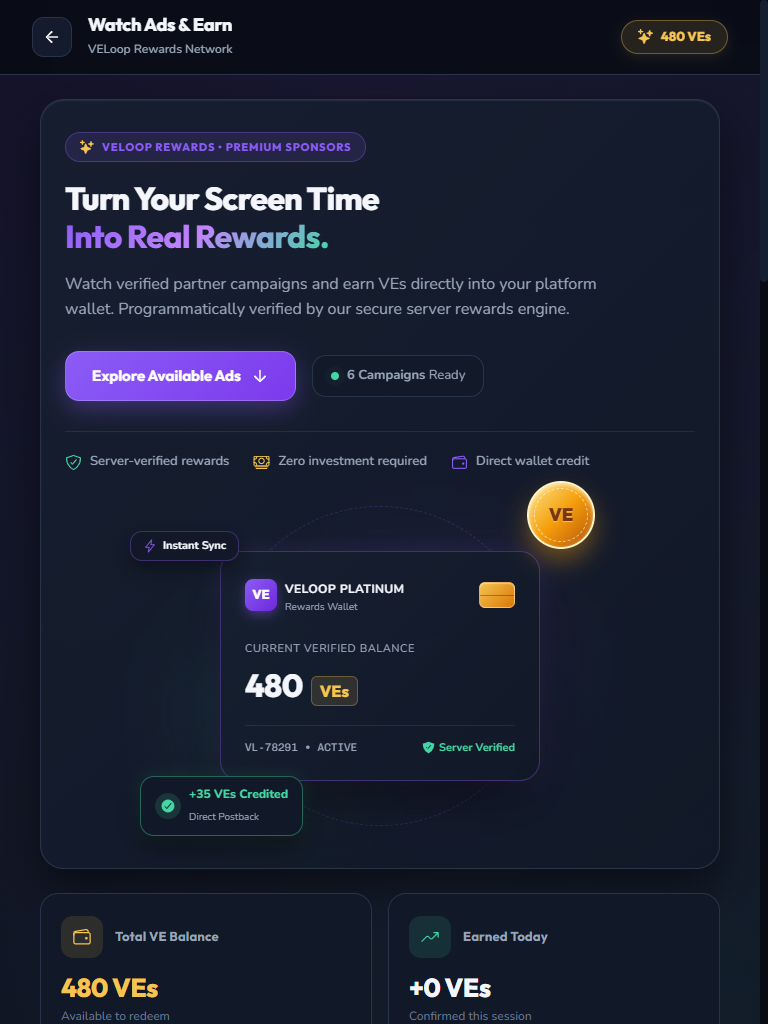 Watch Ads & Earn
VELoop Rewards Network
480 VEs
VELOOP REWARDS • PREMIUM SPONSORS
Turn Your Screen Time
Into Real Rewards.
Watch verified partner campaigns and earn VEs directly into your platform
wallet. Programmatically verified by our secure server rewards engine.
Explore Available Ads
6 Campaigns Ready
Server-verified rewards
Zero investment required
Direct wallet credit
VE
Instant Sync
VE
VELOOP PLATINUM
Rewards Wallet
CURRENT VERIFIED BALANCE
480 VEs
VL-78291 • ACTIVE
Server Verified
+35 VEs Credited
Direct Postback
Total VE Balance
480 VEs
Available to redeem
Earned Today
+0 VEs
Confirmed this session